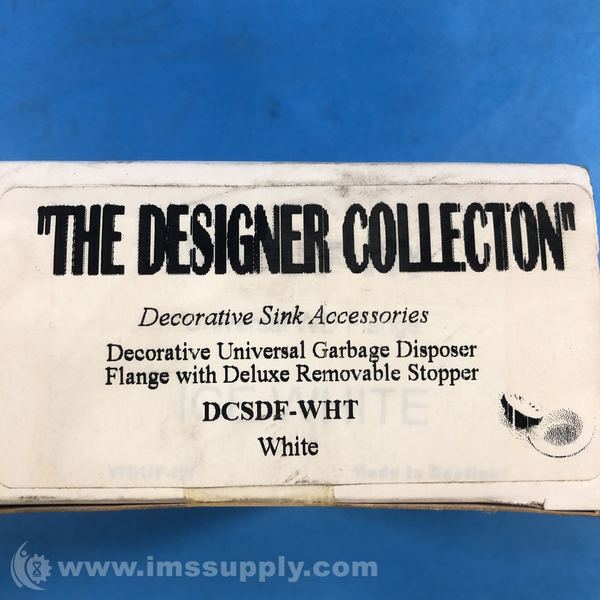 "THE DESIGNER COLLECTON"
Decorative Sink Accessories
Decorative Universal Garbage Disposer
Flange with Deluxe Removable Stopper
DCSDF-WHT
White
www.imssupply.com